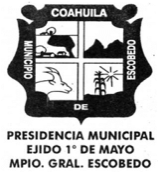 COAHUILA
MUNICIPIO
ESCOBEDO
DE
PRESIDENCIA MUNICIPAL
EJIDO 1° DE MAYO
MPIO. GRAL. ESCOBEDO